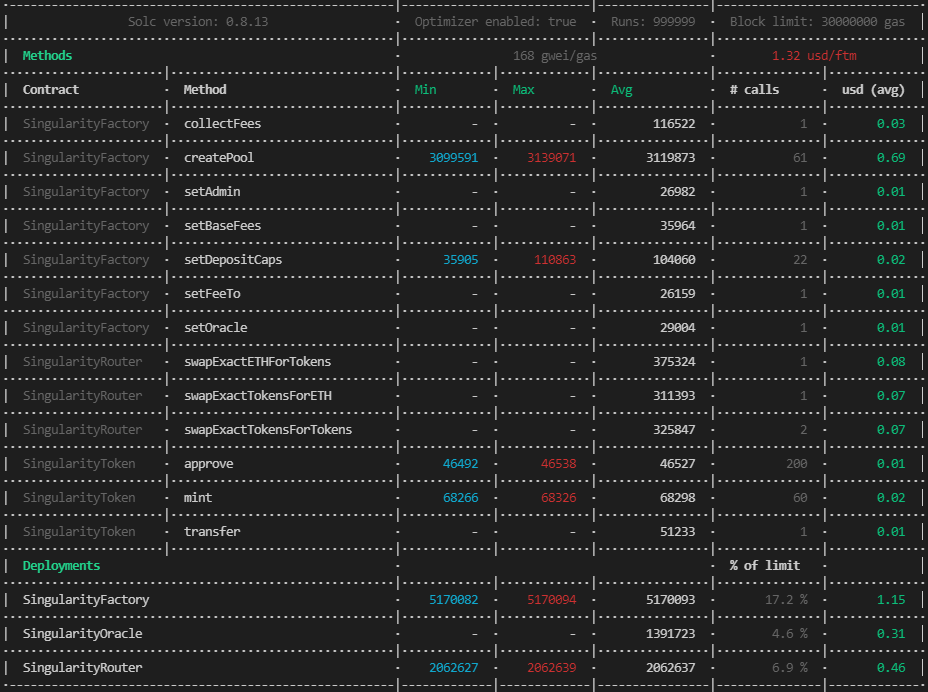 Solc version: 0.8.13 · Optimizer enabled: true · Runs: 999999 · Block limit: 30000000 gas
Methods · 168 gwei/gas · 1.32 usd/ftm
Contract · Method · Min · Max · Avg · # calls · usd (avg)
SingularityFactory · collectFees · - · - · 116522 · 1 · 0.03
SingularityFactory · createPool · 3099591 · 3139071 · 3119873 · 61 · 0.69
SingularityFactory · setAdmin · - · - · 26982 · 1 · 0.01
SingularityFactory · setBaseFees · - · - · 35964 · 1 · 0.01
SingularityFactory · setDepositCaps · 35905 · 110863 · 104060 · 22 · 0.02
SingularityFactory · setFeeTo · - · - · 26159 · 1 · 0.01
SingularityFactory · setOracle · - · - · 29004 · 1 · 0.01
SingularityRouter · swapExactETHForTokens · - · - · 375324 · 1 · 0.08
SingularityRouter · swapExactTokensForETH · - · - · 311393 · 1 · 0.07
SingularityRouter · swapExactTokensForTokens · - · - · 325847 · 2 · 0.07
SingularityToken · approve · 46492 · 46538 · 46527 · 200 · 0.01
SingularityToken · mint · 68266 · 68326 · 68298 · 60 · 0.02
SingularityToken · transfer · - · - · 51233 · 1 · 0.01
Deployments · · % of limit ·
SingularityFactory · 5170082 · 5170094 · 5170093 · 17.2 % · 1.15
SingularityOracle · - · - · 1391723 · 4.6 % · 0.31
SingularityRouter · 2062627 · 2062639 · 2062637 · 6.9 % · 0.46